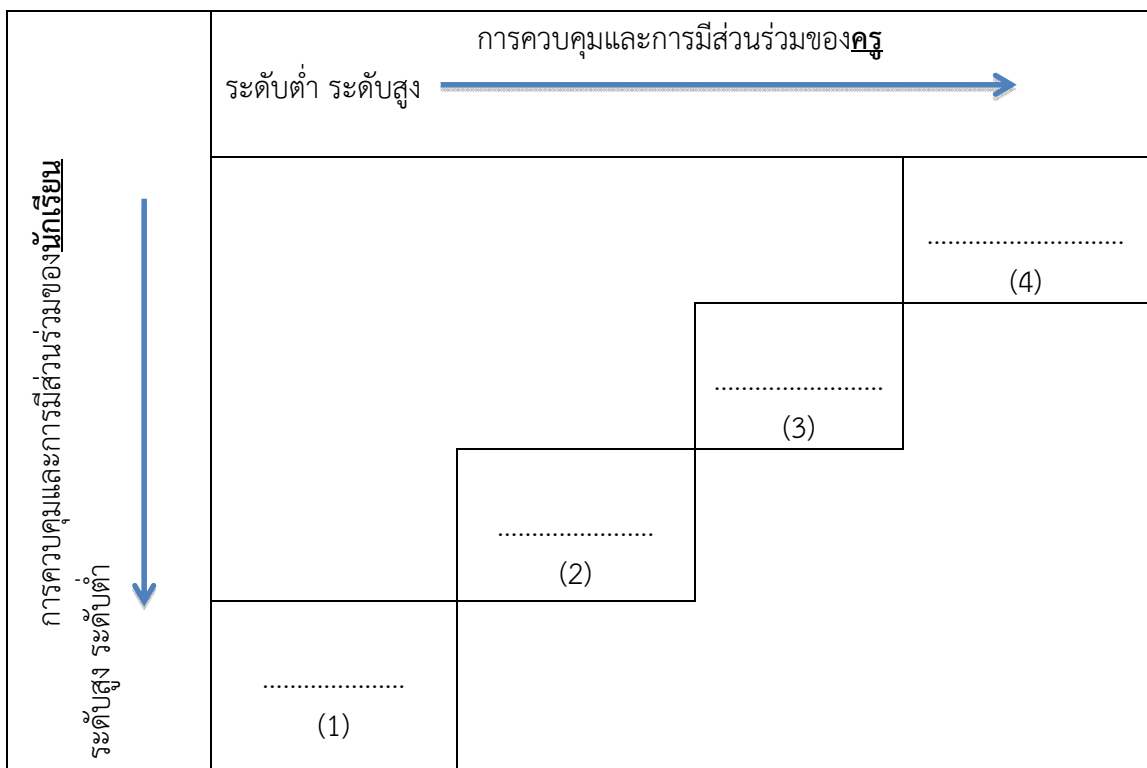 การควบคุมและการมีส่วนร่วมของครู
ระดับต่ำ ระดับสูง
การควบคุมและการมีส่วนร่วมของนักเรียน
ระดับสูง ระดับต่ำ
.............................
(4)
.........................
(3)
.......................
(2)
.....................
(1)